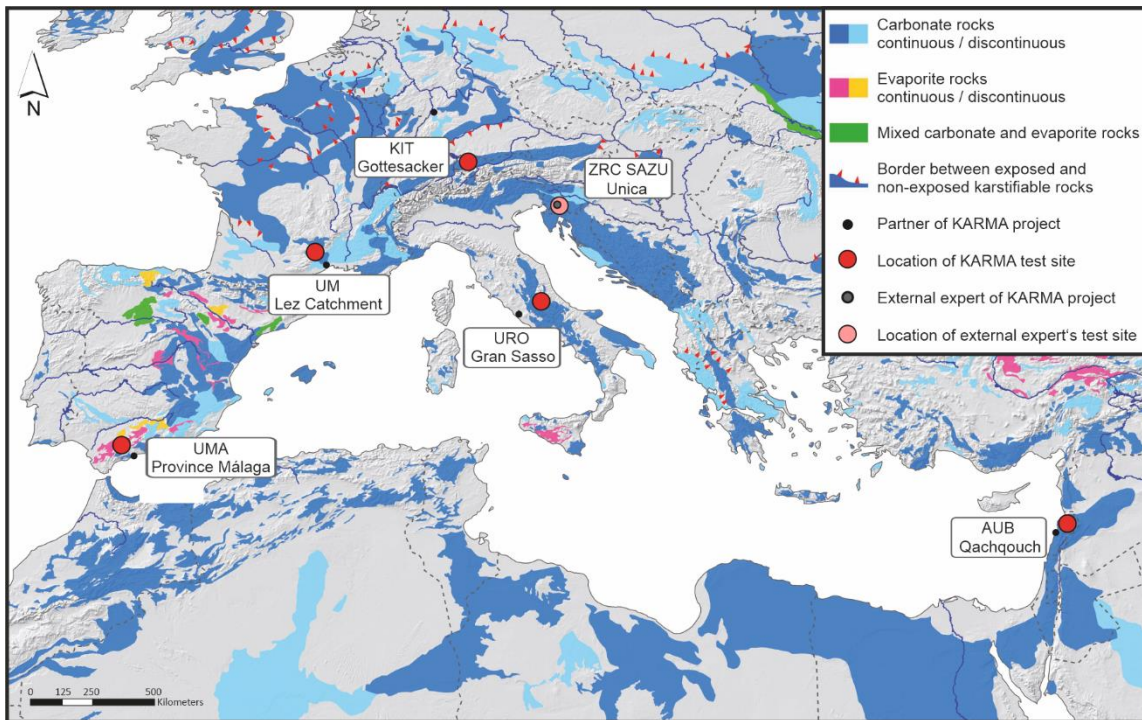 N
KIT
Gottesacker
ZRC SAZU
Unica
UM
Lez Catchment
URO
Gran Sasso
UMA
Province Málaga
AUB
Qachqouch
0 125 250 500
Kilometers
Carbonate rocks
continuous / discontinuous
Evaporite rocks
continuous / discontinuous
Mixed carbonate and evaporite rocks
Border between exposed and
non-exposed karstifiable rocks
Partner of KARMA project
Location of KARMA test site
External expert of KARMA project
Location of external expert's test site